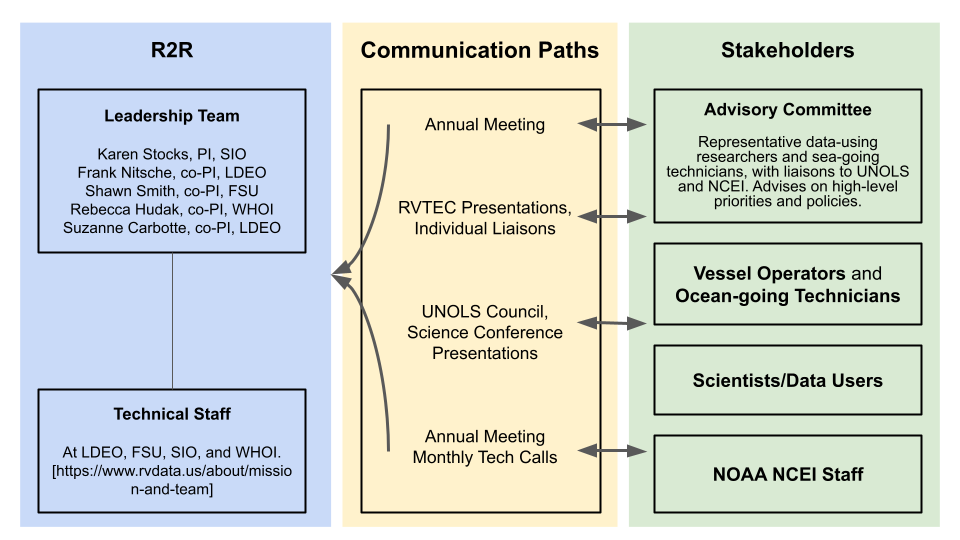 R2R
Leadership Team
Karen Stocks, PI, SIO
Frank Nitsche, co-PI, LDEO
Shawn Smith, co-PI, FSU
Rebecca Hudak, co-PI, WHOI
Suzanne Carbotte, co-PI, LDEO
Technical Staff
At LDEO, FSU, SIO, and WHOI.
[https://www.rvdata.us/about/missio
n-and-team]
Communication Paths
Annual Meeting
RVTEC Presentations,
Individual Liaisons
UNOLS Council,
Science Conference
Presentations
Annual Meeting
Monthly Tech Calls
Stakeholders
Advisory Committee
Representative data-using
researchers and sea-going
technicians, with liaisons to UNOLS
and NCEI. Advises on high-level
priorities and policies.
Vessel Operators and
Ocean-going Technicians
Scientists/Data Users
NOAA NCEI Staff